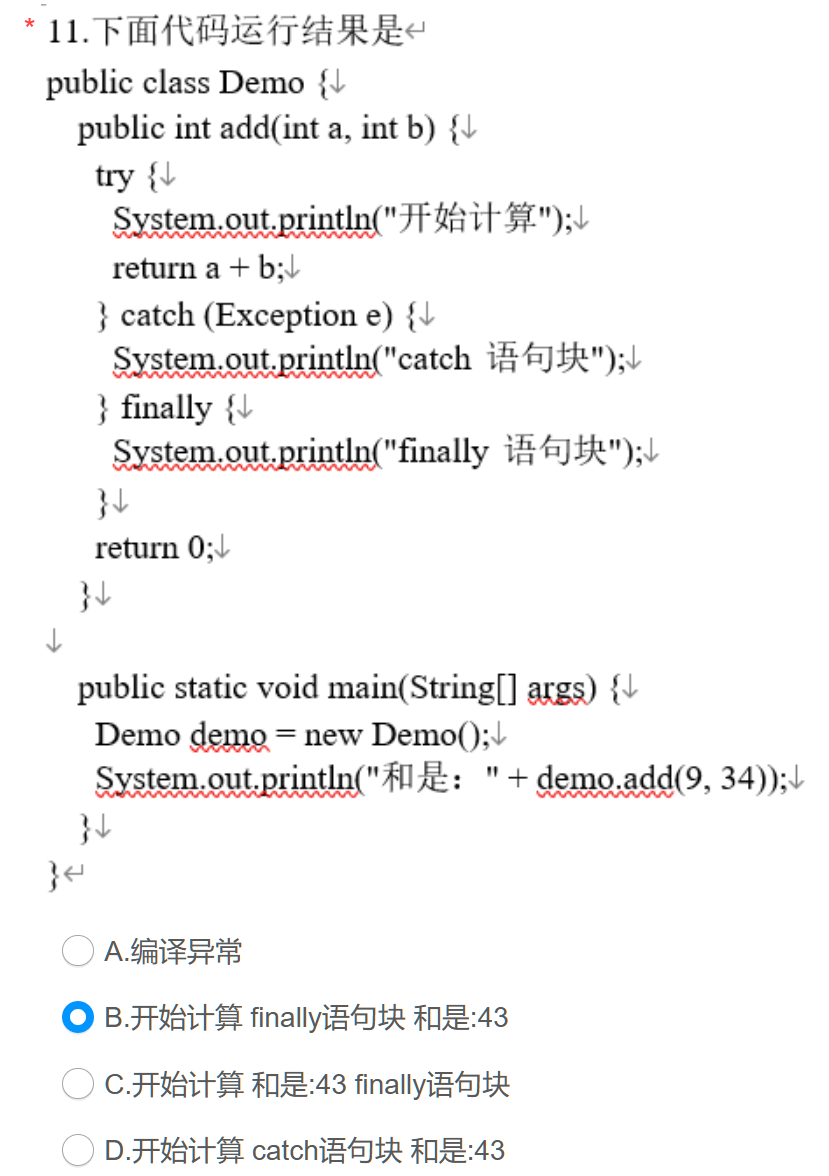 * 11.下面代码运行结果是↵
public class Demo {↓
public int add(int a, int b) {↓
try {↓
System.out.println("开始计算");↓
return a + b;↓
} catch (Exception e) {↓
System.out.println("catch 语句块");↓
} finally {↓
System.out.println("finally 语句块");↓
}↓
return 0;↓
}↓
↓
public static void main(String[] args) {↓
Demo demo = new Demo();↓
System.out.println("和是：" + demo.add(9, 34));↓
}↓
}↵
A.编译异常
B.开始计算 finally语句块 和是:43
C.开始计算 和是:43 finally语句块
D.开始计算 catch语句块 和是:43